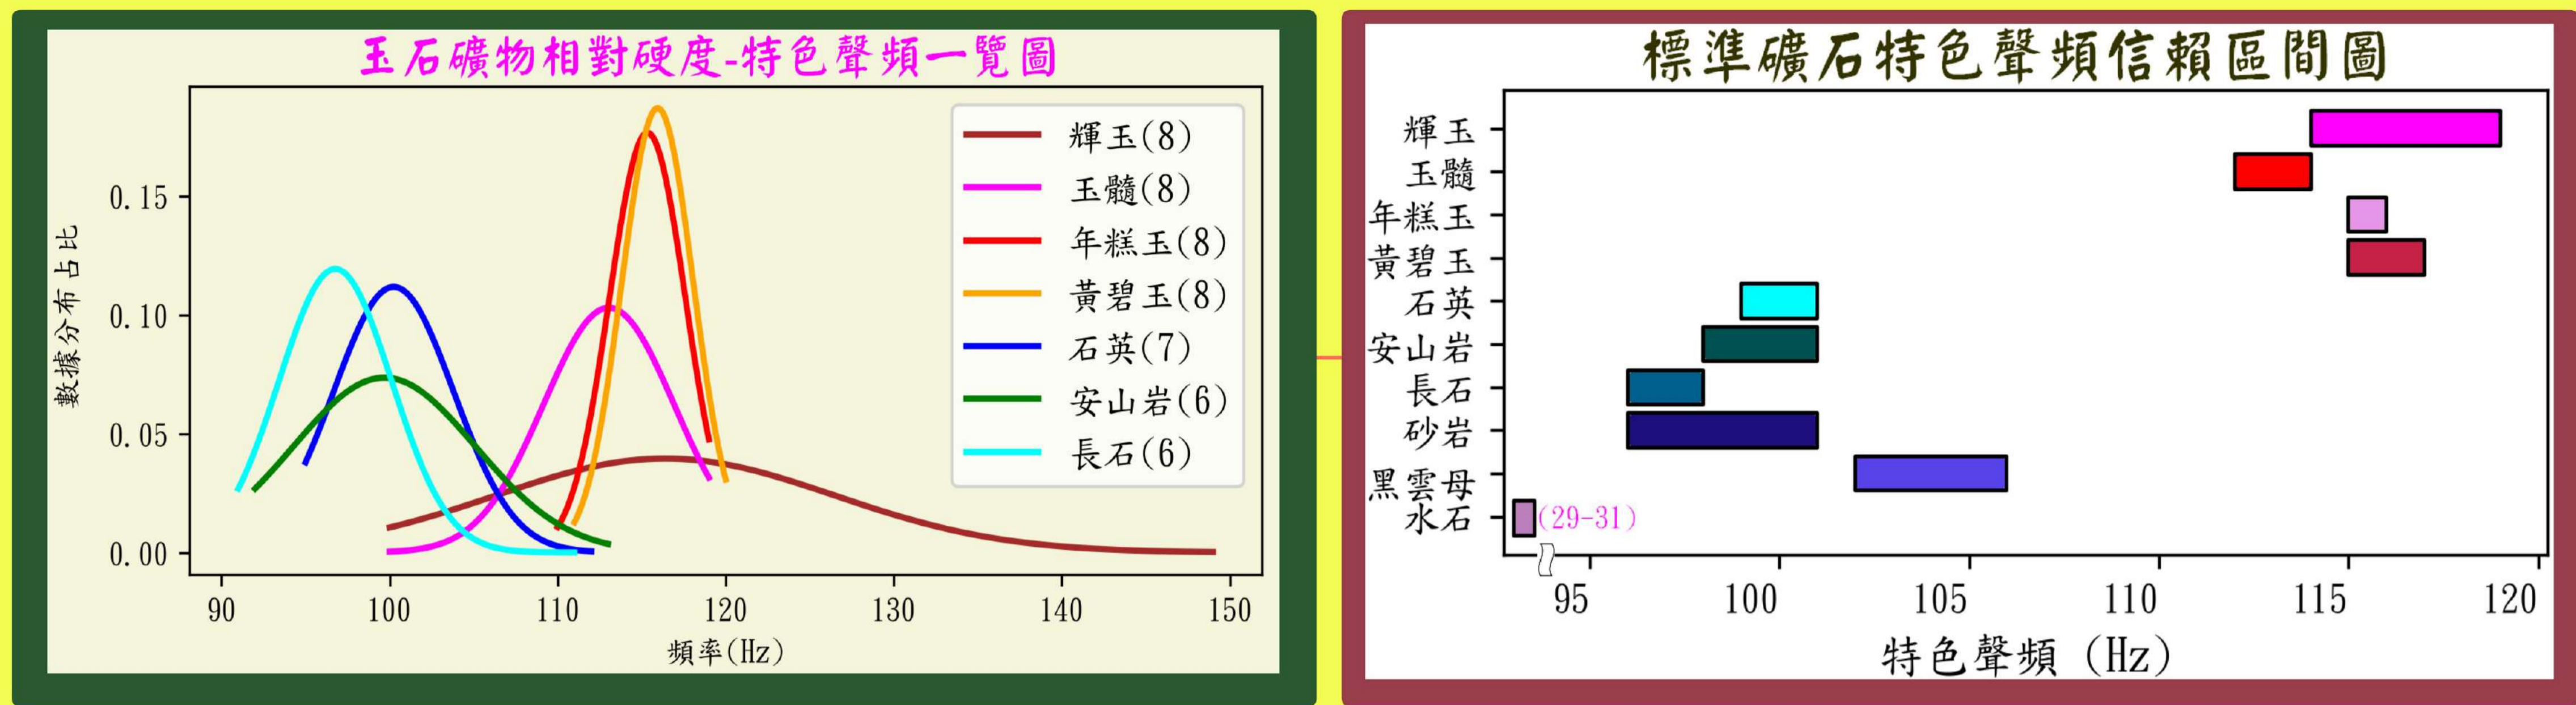 玉石礦物相對硬度-特色聲頻一覽圖
數據分布占比
0.15
0.10
0.05
0.00
90 100 110 120 130 140 150
頻率(Hz)
輝玉(8)
玉髓(8)
年糕玉(8)
黃碧玉(8)
石英(7)
安山岩(6)
長石(6)
標準礦石特色聲頻信賴區間圖
輝玉
玉髓
年糕玉
黃碧玉
石英
安山岩
長石
砂岩
黑雲母
水石 (29-31)
95 100 105 110 115 120
特色聲頻 (Hz)